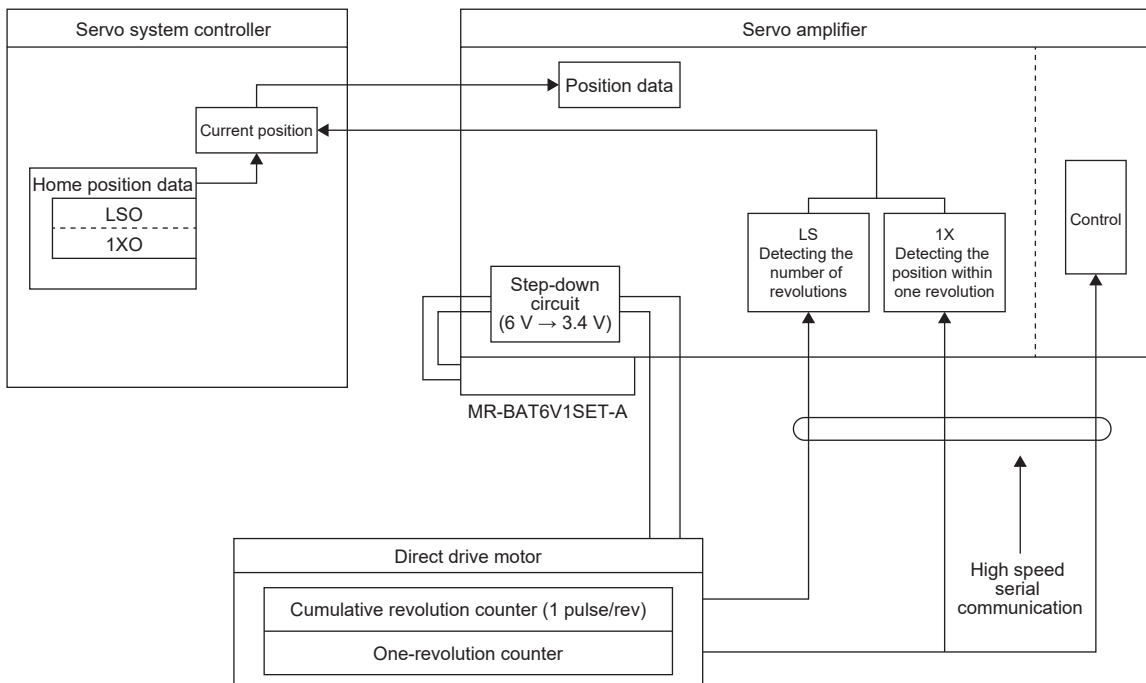 Servo system controller
Servo amplifier
Position data
Current position
Home position data
LSO
1XO
LS
Detecting the
number of
revolutions
1X
Detecting the
position within
one revolution
Control
Step-down
circuit
(6 V → 3.4 V)
MR-BAT6V1SET-A
Direct drive motor
Cumulative revolution counter (1 pulse/rev)
One-revolution counter
High speed
serial
communication